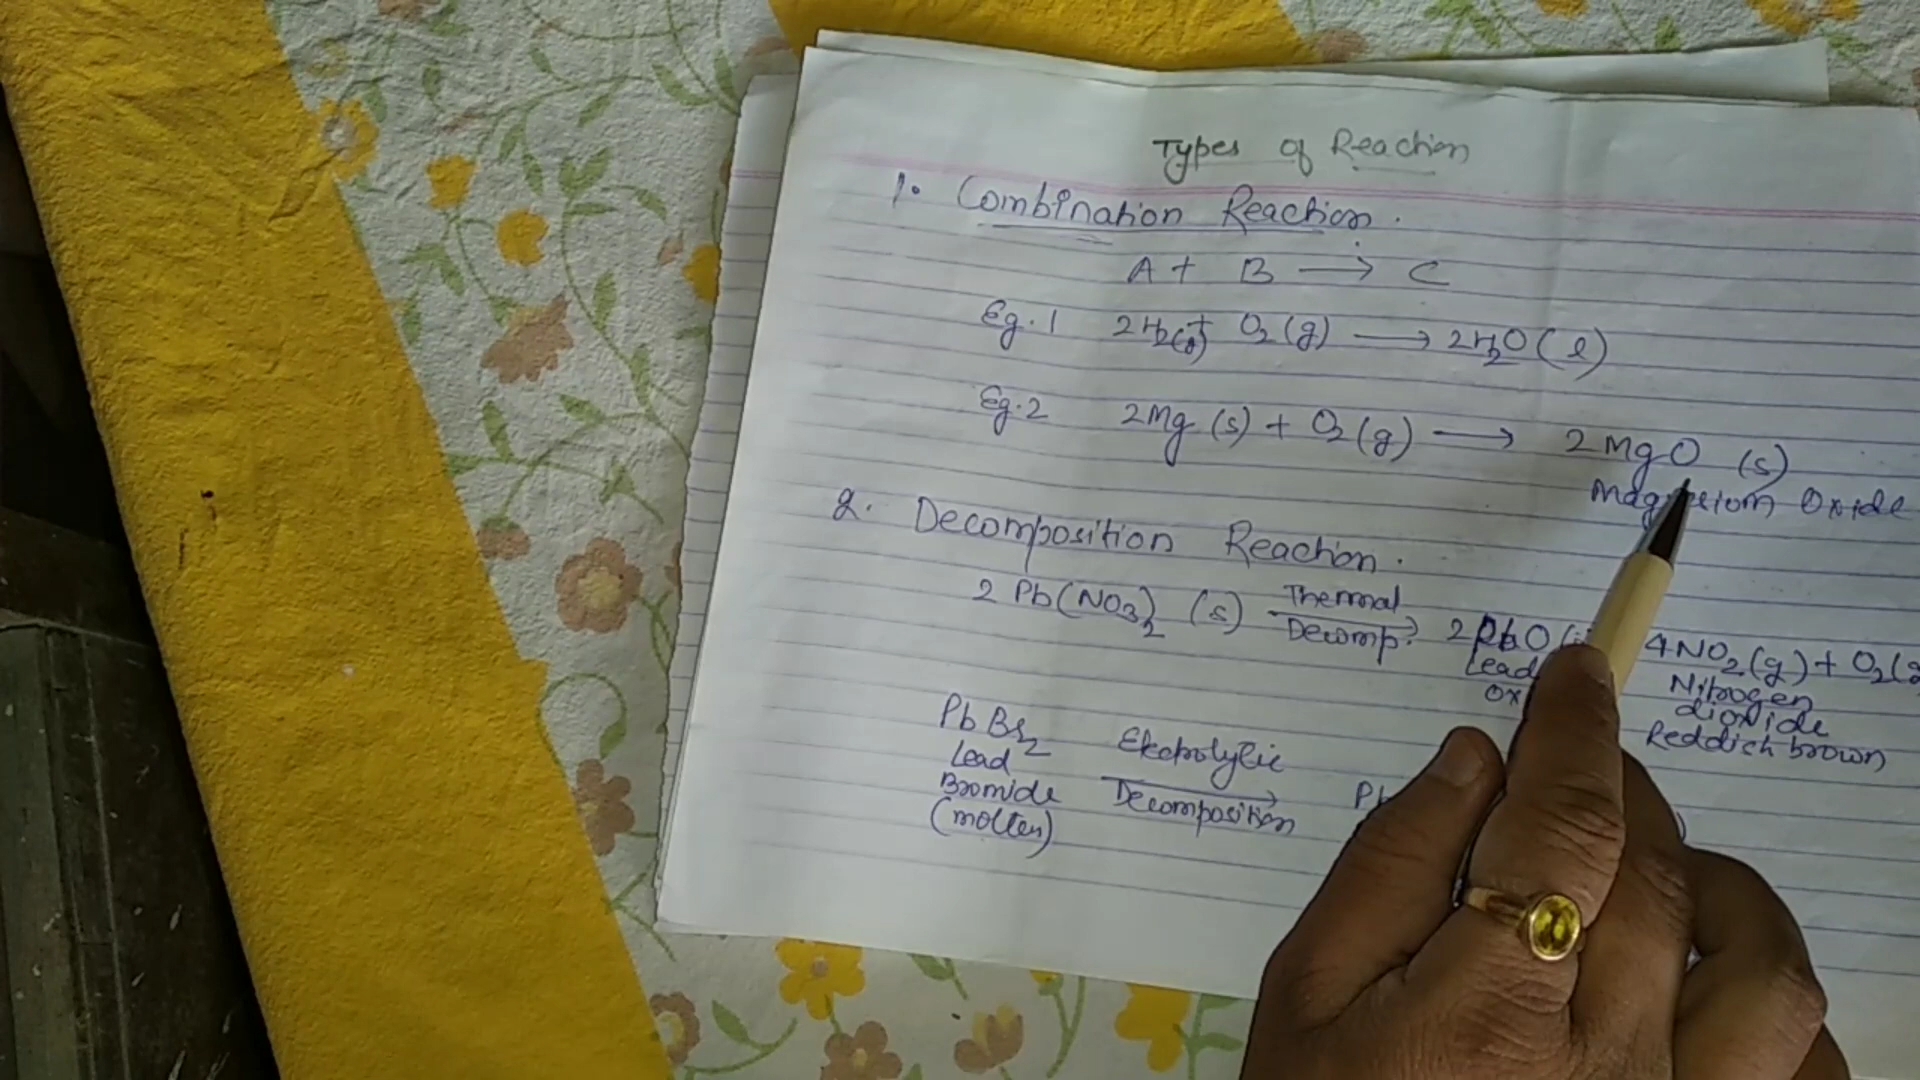 Types of Reaction
1. Combination Reaction.
A + B → C
Eg.1 2H2(g) + O2(g) → 2H2O(l)
Eg.2 2Mg(s) + O2(g) → 2MgO (s)
Magnesium Oxide
2. Decomposition Reaction.
2 Pb(NO3)2 (s) Thermal Decomp. → 2PbO 4NO2(g) + O2(g
Lead Nitrogen
dioxide
Reddich brown
PbBr2 Electrolytic
Lead
Bromide Decomposition →
(molten)